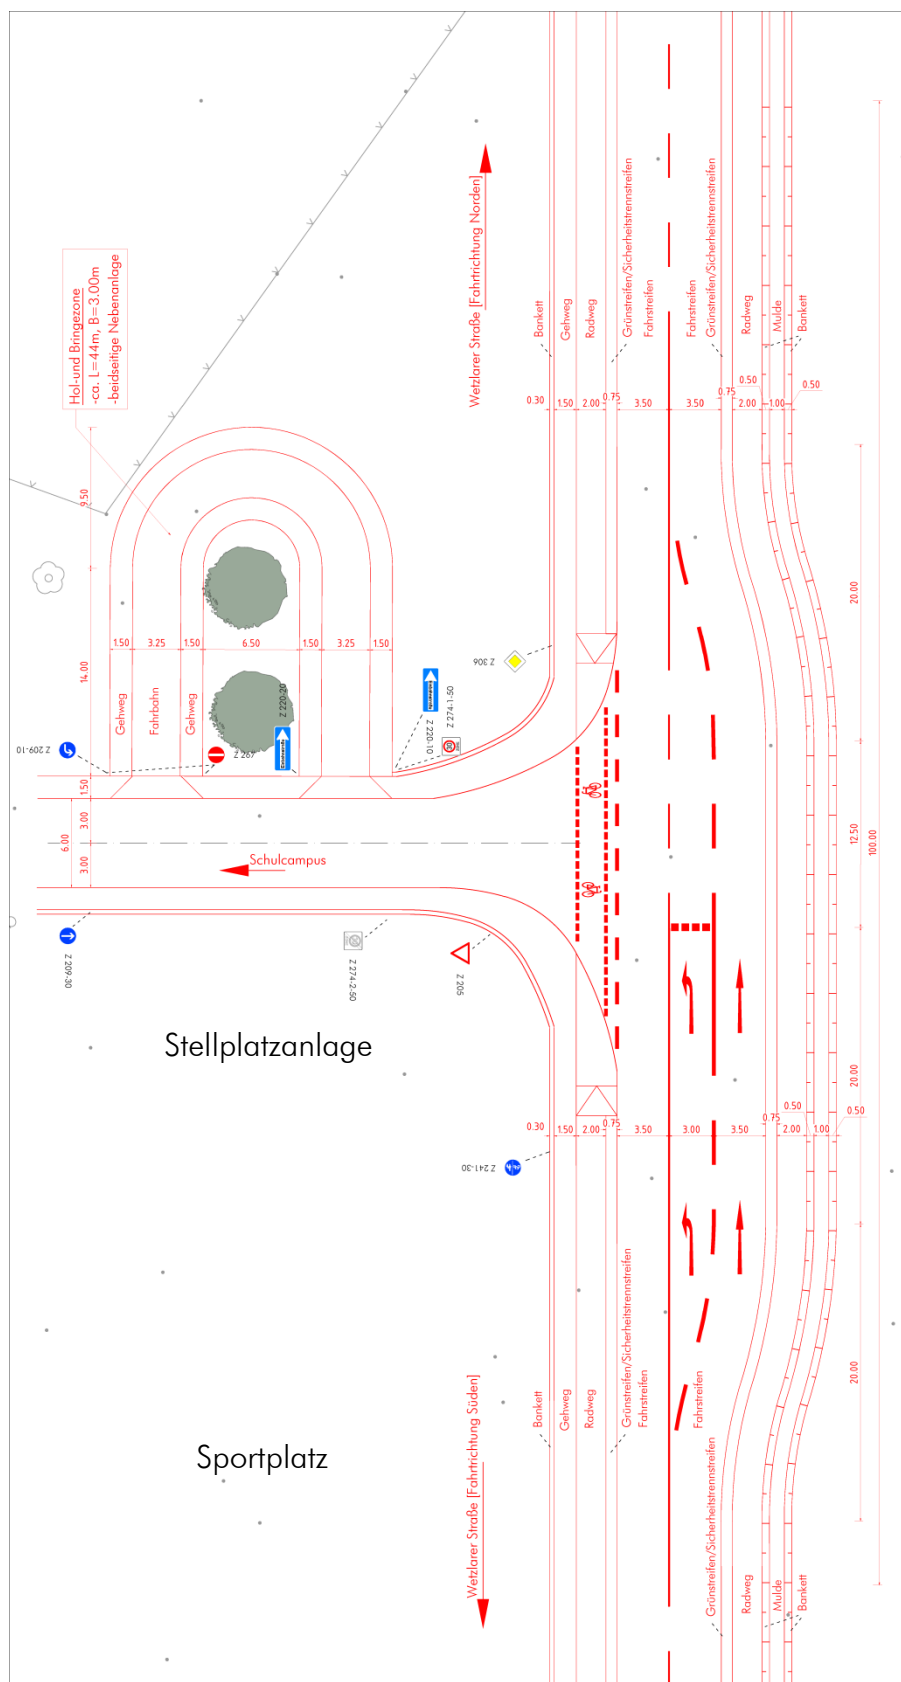 Wetzlarer Straße [Fahrtrichtung Norden]
Hol-und Bringezone
-ca. L=44m, B=3.00m
-beidseitige Nebenanlage
Bankett
Gehweg
Radweg
Grünstreifen/Sicherheitstrennstreifen
Fahrstreifen
Fahrstreifen
Grünstreifen/Sicherheitstrennstreifen
Radweg
Mulde
Bankett
0.30
1.50
2.00
0.75
3.50
3.50
0.75
2.00
0.50
1.00
0.50
9.50
14.00
1.50
3.25
1.50
6.50
1.50
3.25
1.50
Gehweg
Fahrbahn
Gehweg
Z 209-10
Z 267
Z 220-20
Z 220-10
Z 274-1-50
Z 306
20.00
12.50
100.00
1.50
3.00
6.00
3.00
Schulcampus
Z 209-30
Z 274-2-50
Z 205
Stellplatzanlage
20.00
0.30
1.50
2.00
0.75
3.50
3.00
3.50
0.75
0.50
2.00
1.00
0.50
Z 241-30
20.00
Wetzlarer Straße [Fahrtrichtung Süden]
Bankett
Gehweg
Radweg
Grünstreifen/Sicherheitstrennstreifen
Fahrstreifen
Fahrstreifen
Grünstreifen/Sicherheitstrennstreifen
Radweg
Mulde
Bankett
Sportplatz